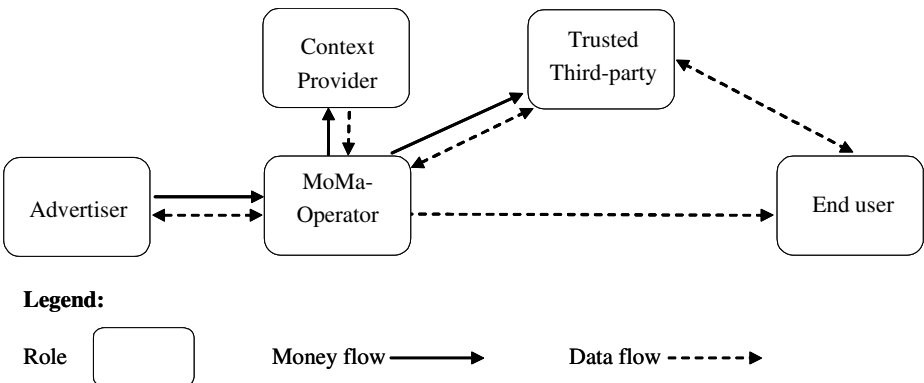 Context
Provider
Trusted
Third-party
Advertiser
MoMa-
Operator
End user
Legend:
Role
Money flow
Data flow